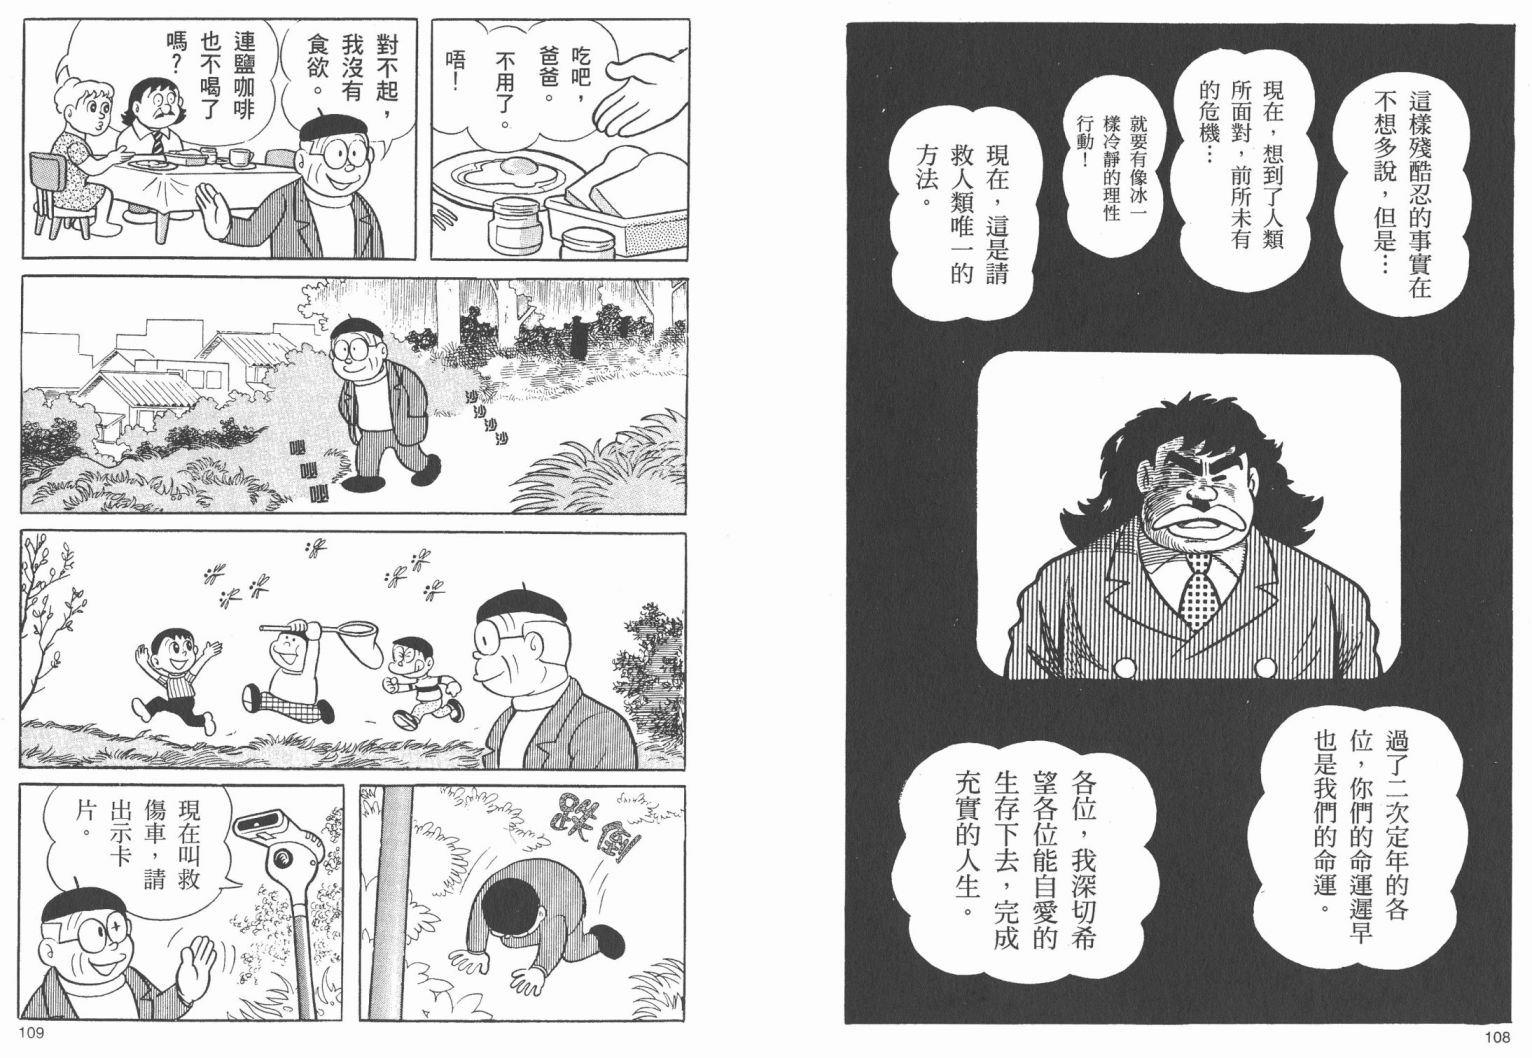 這樣殘酷忍的事實在
不想多說，但是…
現在，想到了人類
所面對，前所未有
的危機…
就要有像冰一
樣冷靜的理性
行動！
現在，這是請
救人類唯一的
方法。
過了二次定年的各
位，你們的命運遲早
也是我們的命運。
各位，我深切希
望各位能自愛的
生存下去，完成
充實的人生。
108
吃吧，
爸爸。
不用了。
唔！
對不起，
我沒有
食欲。
連鹽咖啡
也不喝了
嗎？
沙沙沙沙
跌倒
現在叫救
傷車，請
出示卡
片。
109